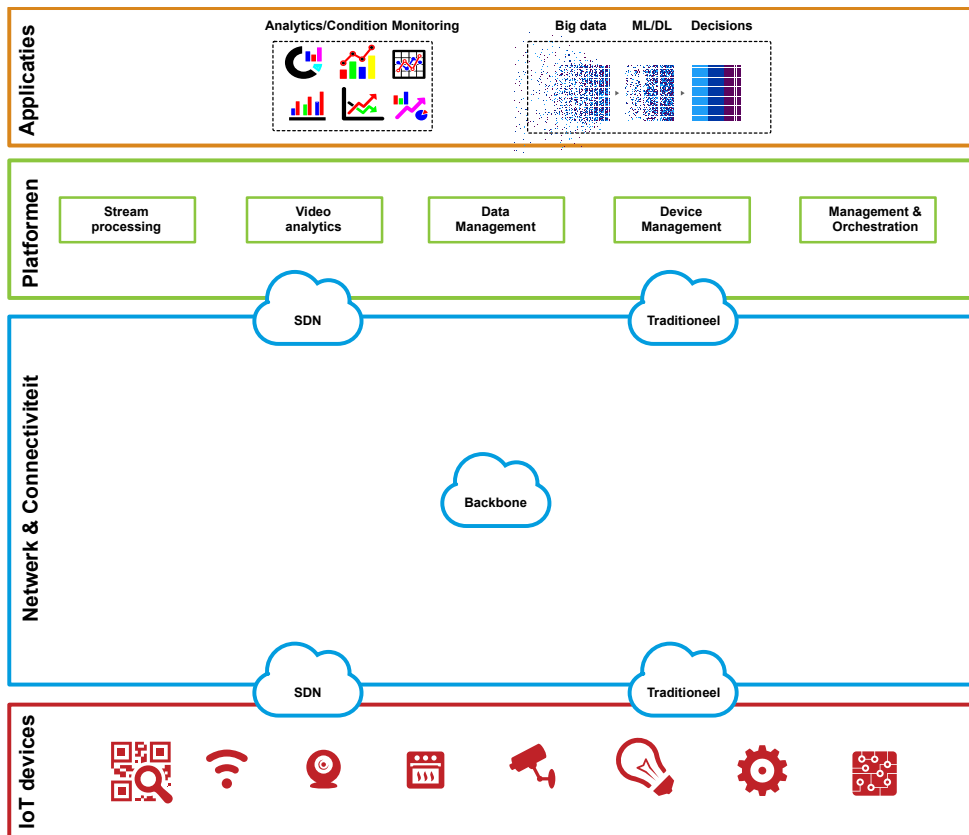 Applicaties
Analytics/Condition Monitoring
Big data
ML/DL
Decisions
Platformen
Stream
processing
Video
analytics
Data
Management
Device
Management
Management &
Orchestration
SDN
Traditioneel
Netwerk & Connectiviteit
Backbone
SDN
Traditioneel
IoT devices